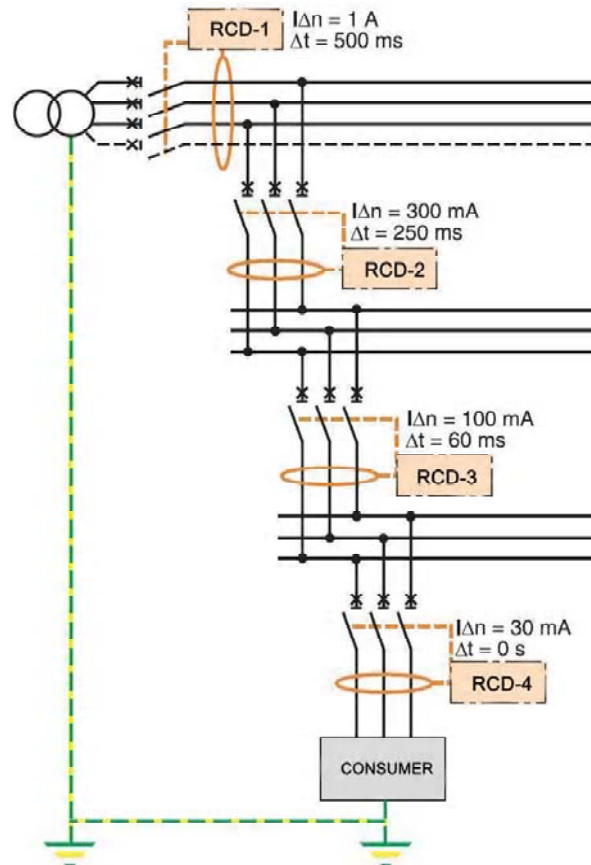 RCD-1
IΔn = 1 A
Δt = 500 ms
IΔn = 300 mA
Δt = 250 ms
RCD-2
IΔn = 100 mA
Δt = 60 ms
RCD-3
IΔn = 30 mA
Δt = 0 s
RCD-4
CONSUMER